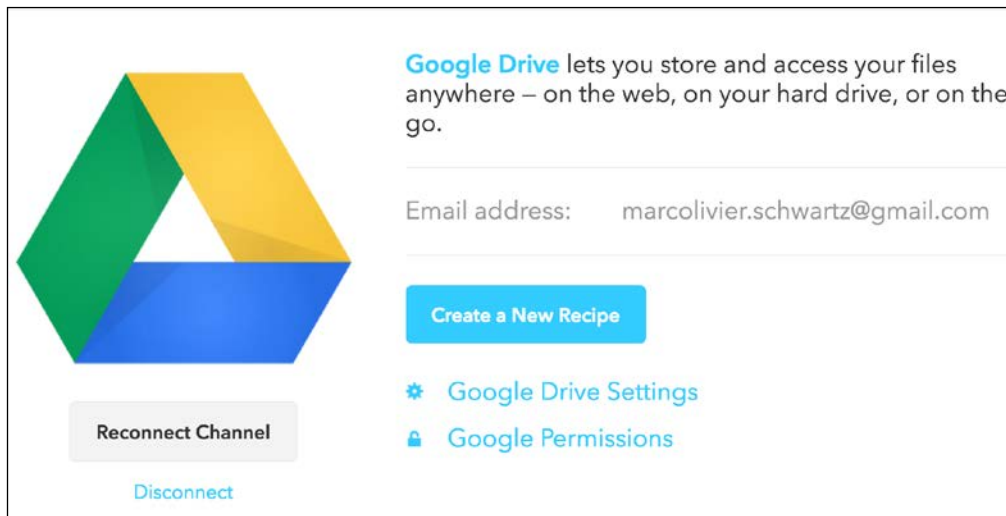 Google Drive lets you store and access your files
anywhere – on the web, on your hard drive, or on the
go.
Email address: marcolivier.schwartz@gmail.com
Create a New Recipe
Google Drive Settings
Google Permissions
Reconnect Channel
Disconnect